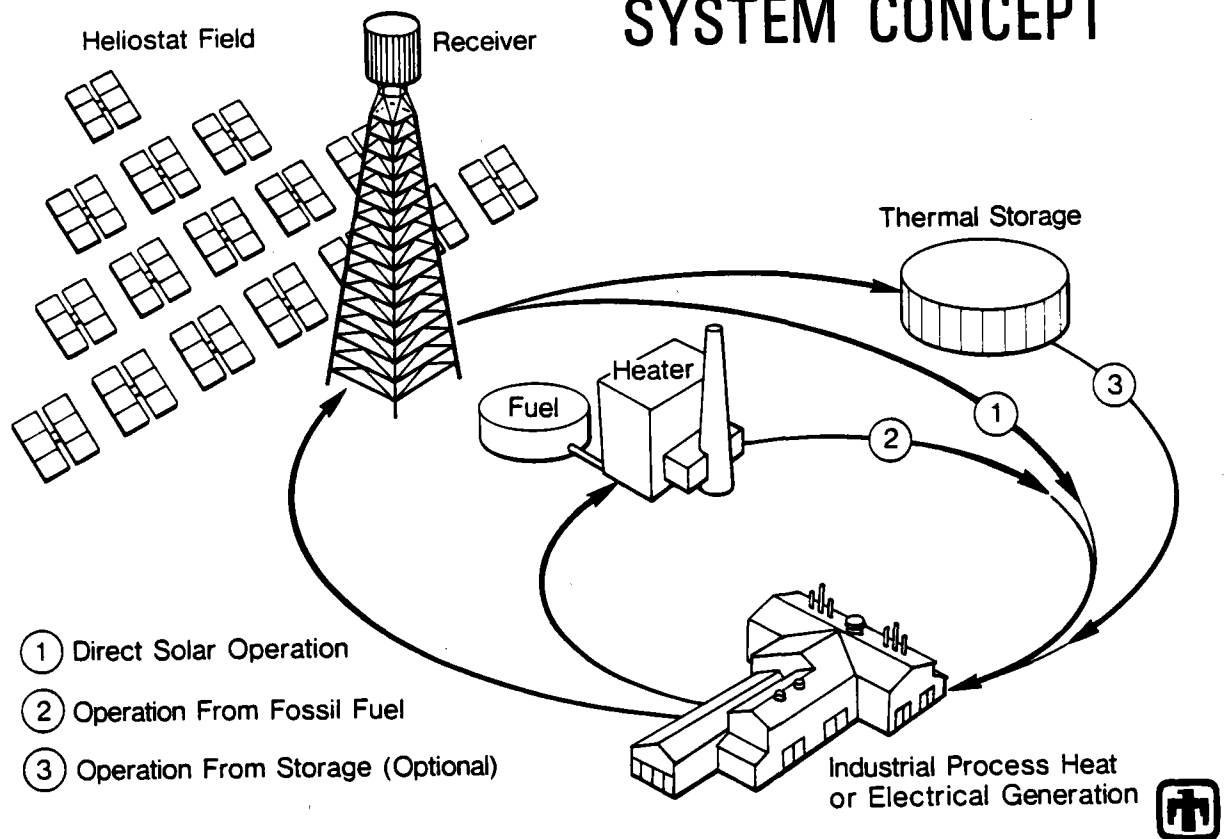 SYSTEM CONCEPT
Heliostat Field
Receiver
Thermal Storage
Heater
Fuel
3
1
2
1 Direct Solar Operation
2 Operation From Fossil Fuel
3 Operation From Storage (Optional)
Industrial Process Heat
or Electrical Generation